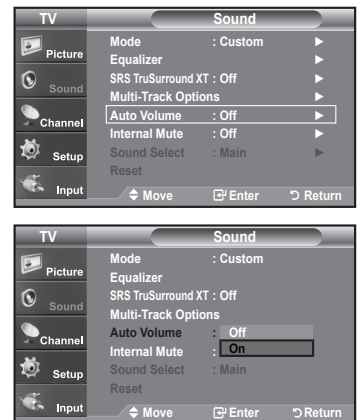 TV Sound
Picture
Sound
Channel
Setup
Input
Mode : Custom ►
Equalizer ►
SRS TruSurround XT : Off ►
Multi-Track Options ►
Auto Volume : Off ►
Internal Mute : Off ►
Sound Select : Main ►
Reset
Move Enter Return
TV Sound
Picture
Sound
Channel
Setup
Input
Mode : Custom
Equalizer
SRS TruSurround XT : Off
Multi-Track Options
Auto Volume : Off
Internal Mute : On
Sound Select : Main
Reset
Move Enter Return